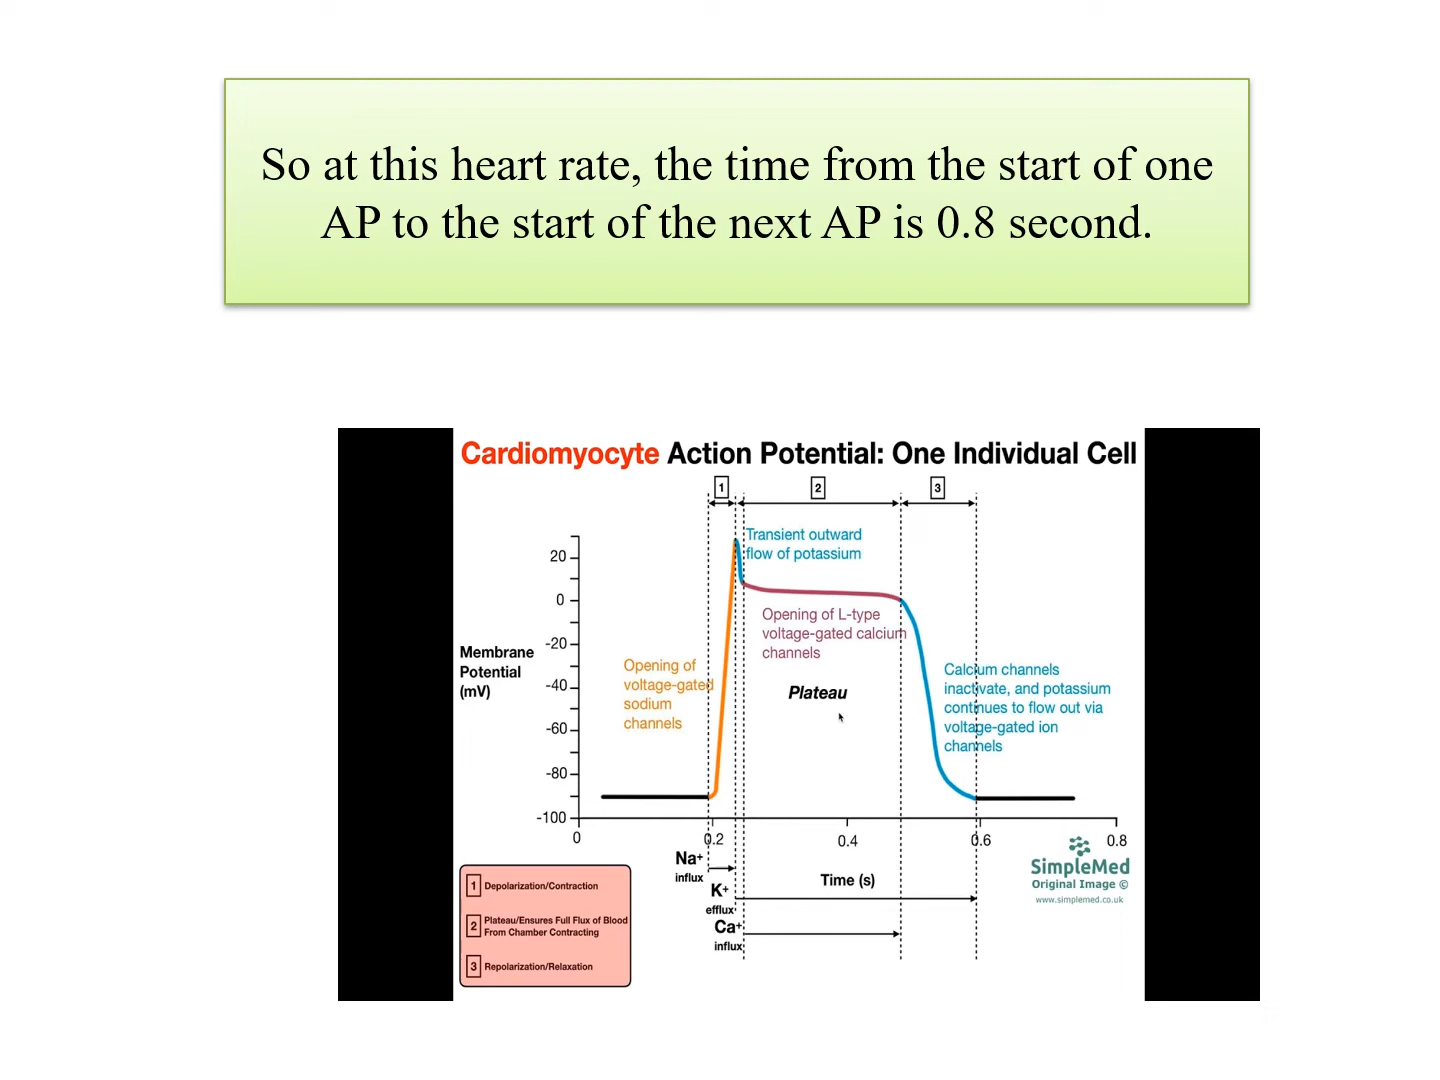 So at this heart rate, the time from the start of one
AP to the start of the next AP is 0.8 second.
Cardiomyocyte Action Potential: One Individual Cell
1
2
3
Transient outward
flow of potassium
20
0
-20
-40
-60
-80
-100
Membrane
Potential
(mV)
Opening of L-type
voltage-gated calcium
channels
Opening of
voltage-gated
sodium
channels
Plateau
Calcium channels
inactivate, and potassium
continues to flow out via
voltage-gated ion
channels
0
0.2
0.4
0.6
0.8
Na+
influx
K+
efflux
Ca+
influx
Time (s)
SimpleMed
Original Image ©
www.simplemed.co.uk
1 Depolarization/Contraction
2 Plateau/Ensures Full Flux of Blood
From Chamber Contracting
3 Repolarization/Relaxation